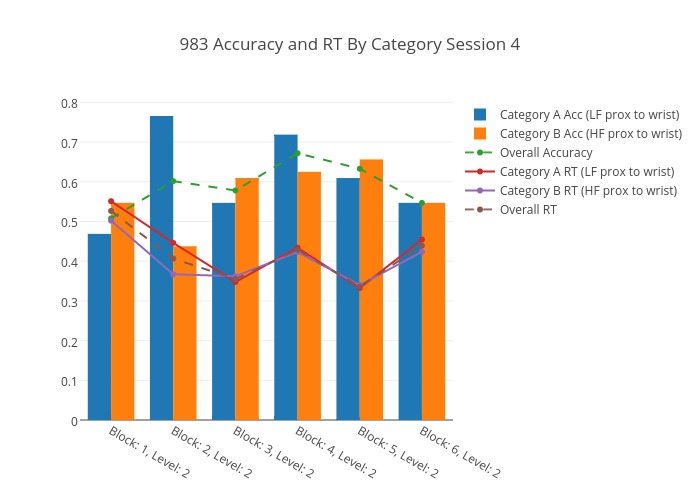 983 Accuracy and RT By Category Session 4
0.8
0.7
0.6
0.5
0.4
0.3
0.2
0.1
0
Block: 1, Level: 2
Block: 2, Level: 2
Block: 3, Level: 2
Block: 4, Level: 2
Block: 5, Level: 2
Block: 6, Level: 2
Category A Acc (LF prox to wrist)
Category B Acc (HF prox to wrist)
Overall Accuracy
Category A RT (LF prox to wrist)
Category B RT (HF prox to wrist)
Overall RT